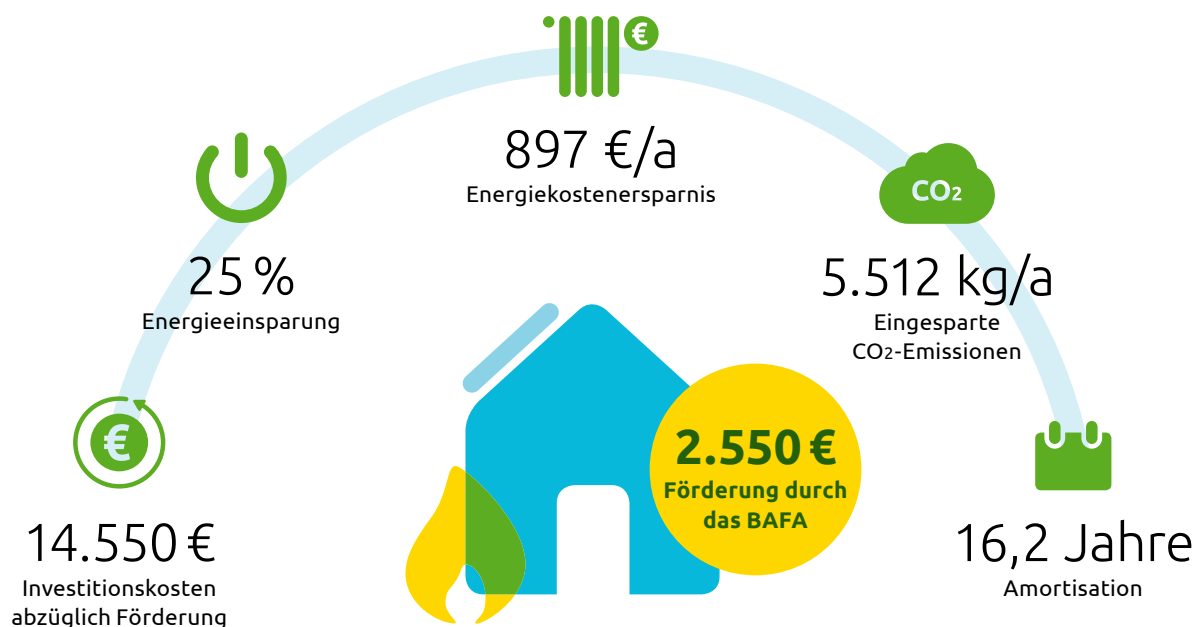 €
897 €/a
Energiekostenersparnis
25 %
Energieeinsparung
CO2
5.512 kg/a
Eingesparte
CO2-Emissionen
€
14.550 €
Investitionskosten
abzüglich Förderung
2.550 €
Förderung durch
das BAFA
16,2 Jahre
Amortisation